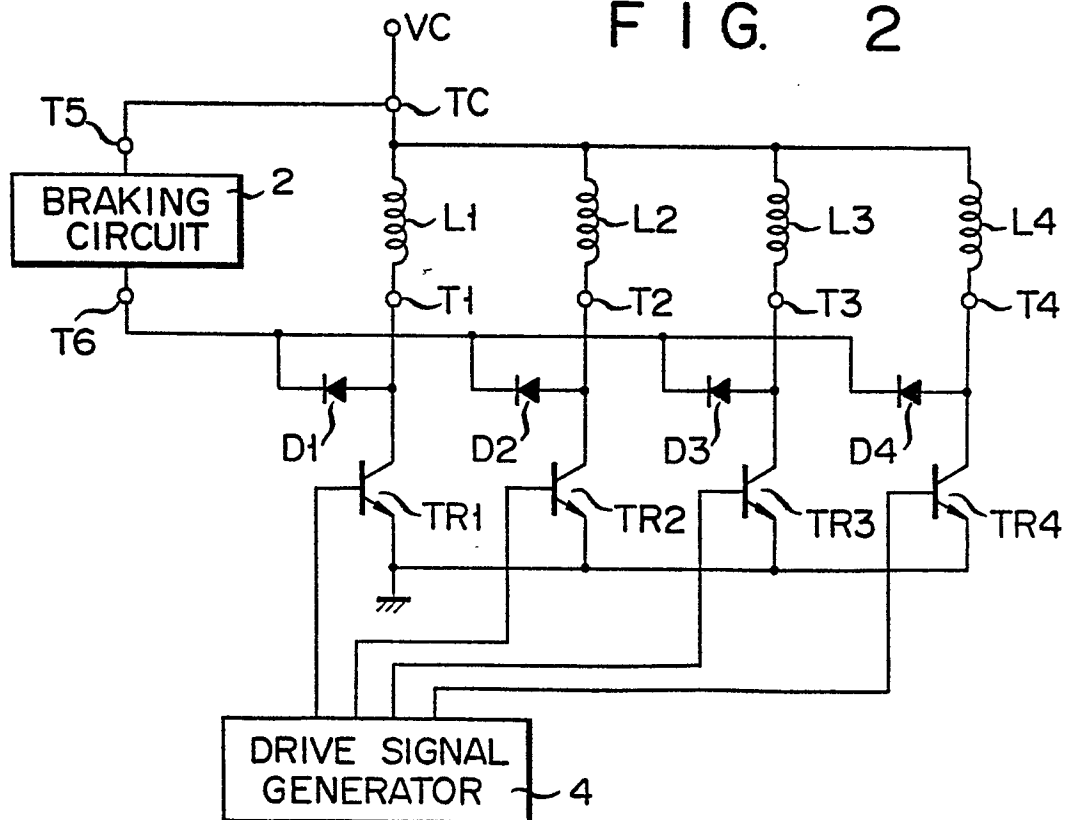 FIG. 2
VC
TC
T5
BRAKING
CIRCUIT
2
L1
L2
L3
L4
T1
T2
T3
T4
T6
D1
D2
D3
D4
TR1
TR2
TR3
TR4
DRIVE SIGNAL
GENERATOR
4